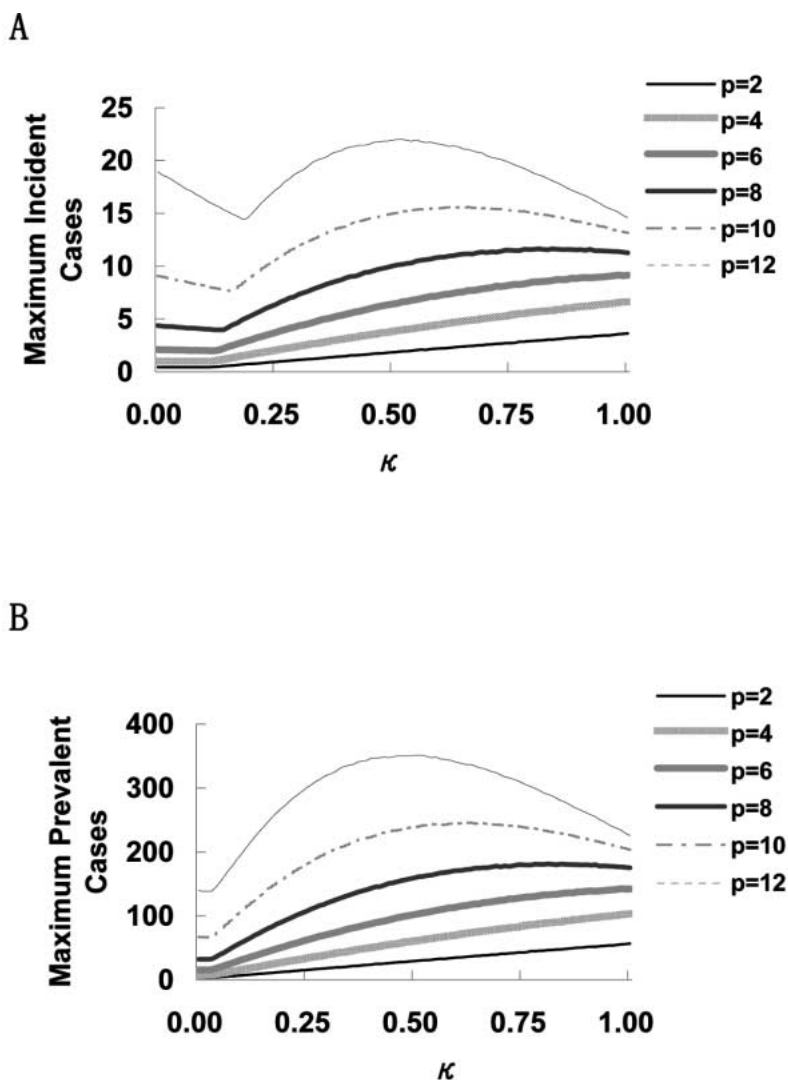 A
Maximum Incident
Cases
25
20
15
10
5
0
0.00 0.25 0.50 0.75 1.00
κ
p=2
p=4
p=6
p=8
p=10
p=12
B
Maximum Prevalent
Cases
400
300
200
100
0
0.00 0.25 0.50 0.75 1.00
κ
p=2
p=4
p=6
p=8
p=10
p=12